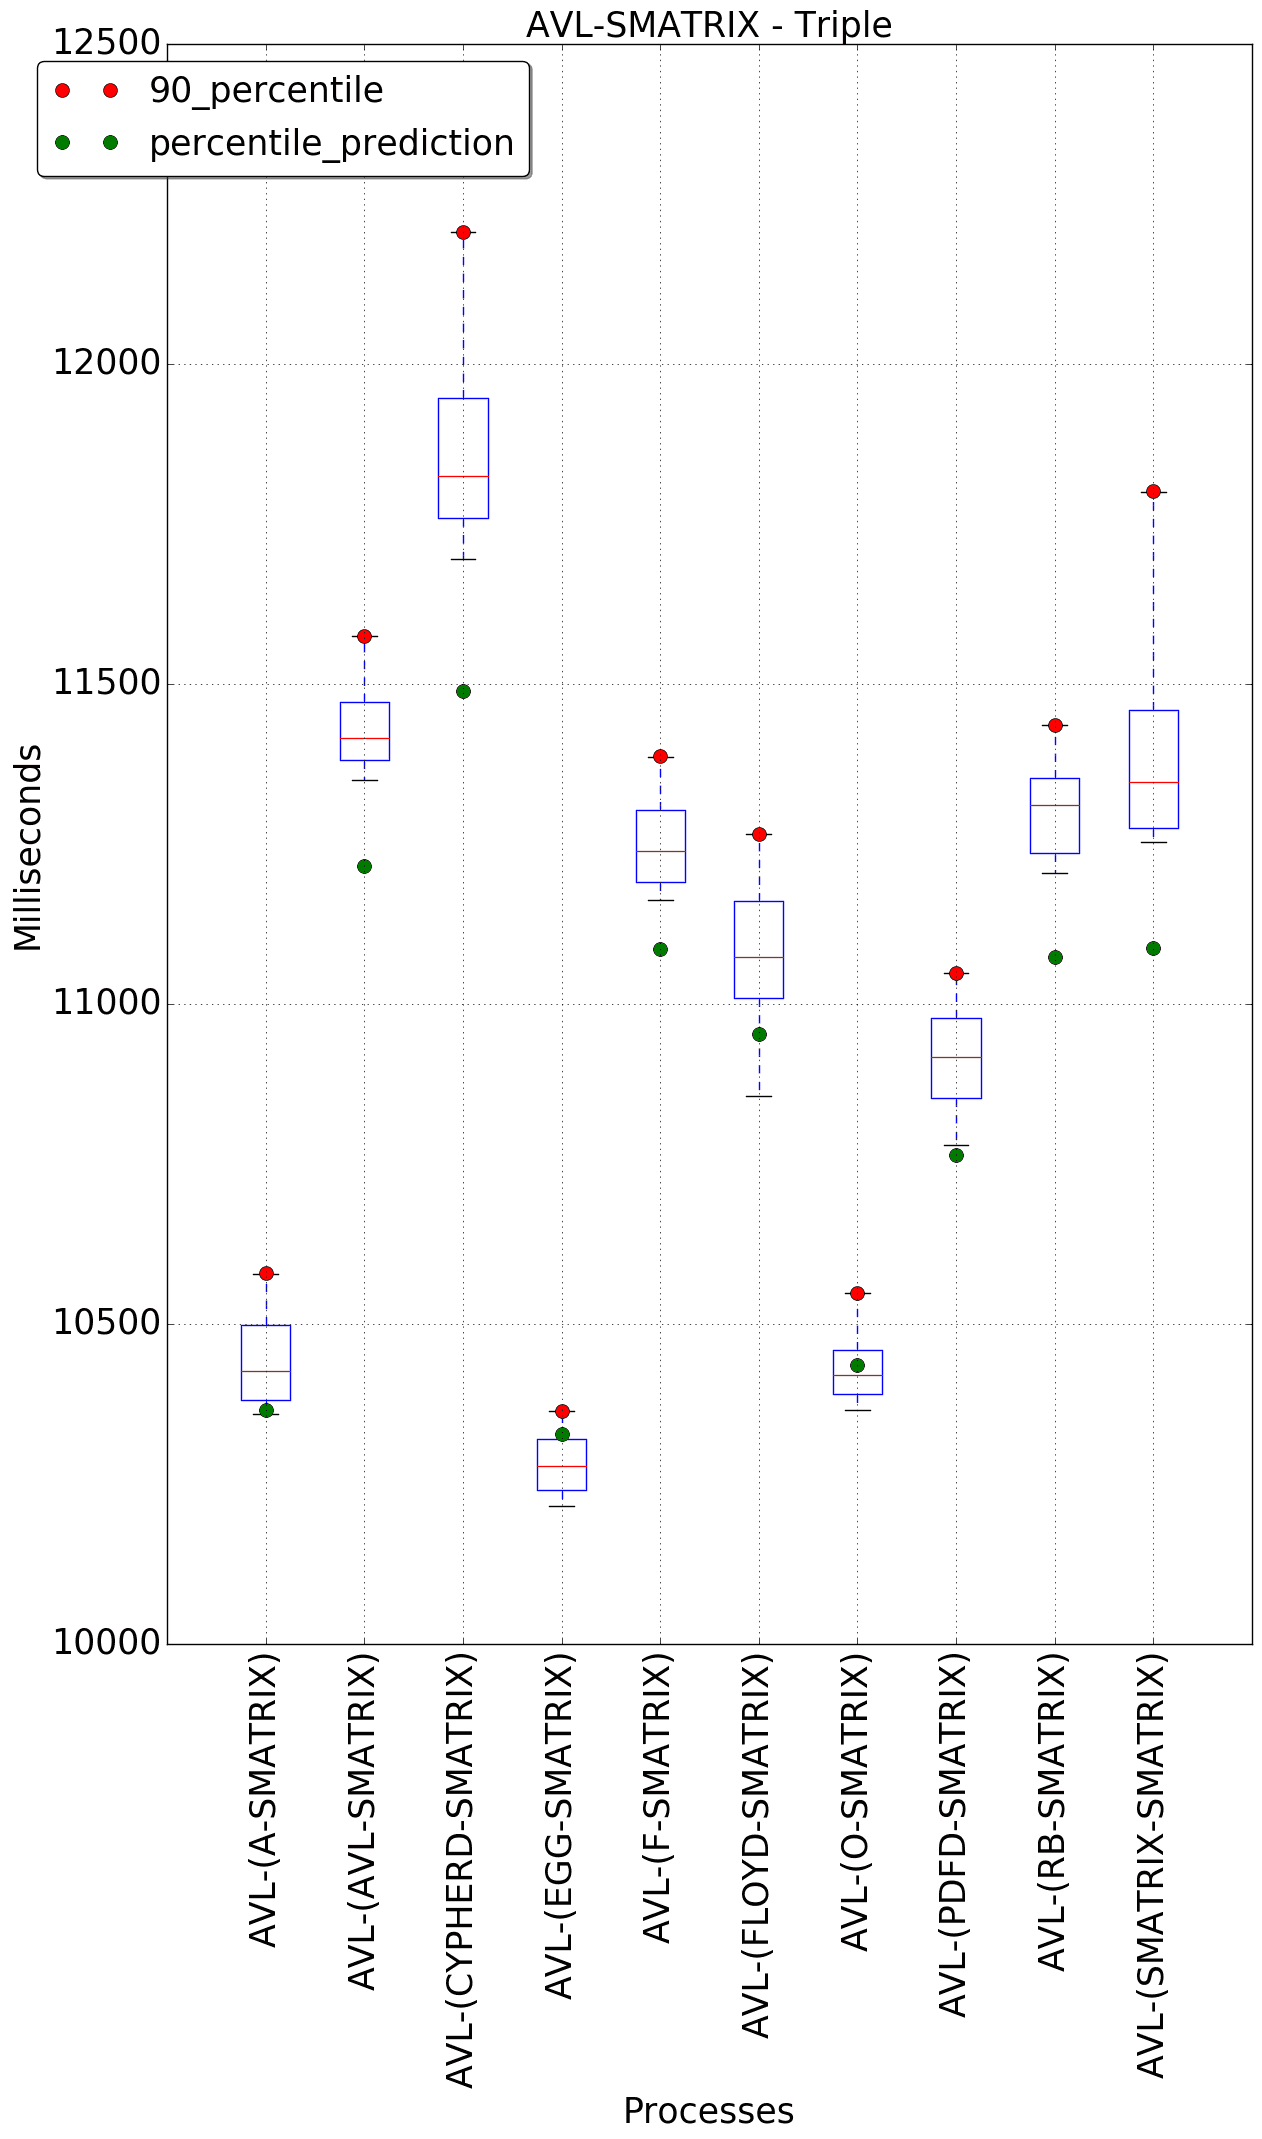 AVL-SMATRIX - Triple
90_percentile
percentile_prediction
12500
12000
11500
11000
10500
10000
Milliseconds
AVL-(A-SMATRIX)
AVL-(AVL-SMATRIX)
AVL-(CYPHERD-SMATRIX)
AVL-(EGG-SMATRIX)
AVL-(F-SMATRIX)
AVL-(FLOYD-SMATRIX)
AVL-(O-SMATRIX)
AVL-(PDFD-SMATRIX)
AVL-(RB-SMATRIX)
AVL-(SMATRIX-SMATRIX)
Processes